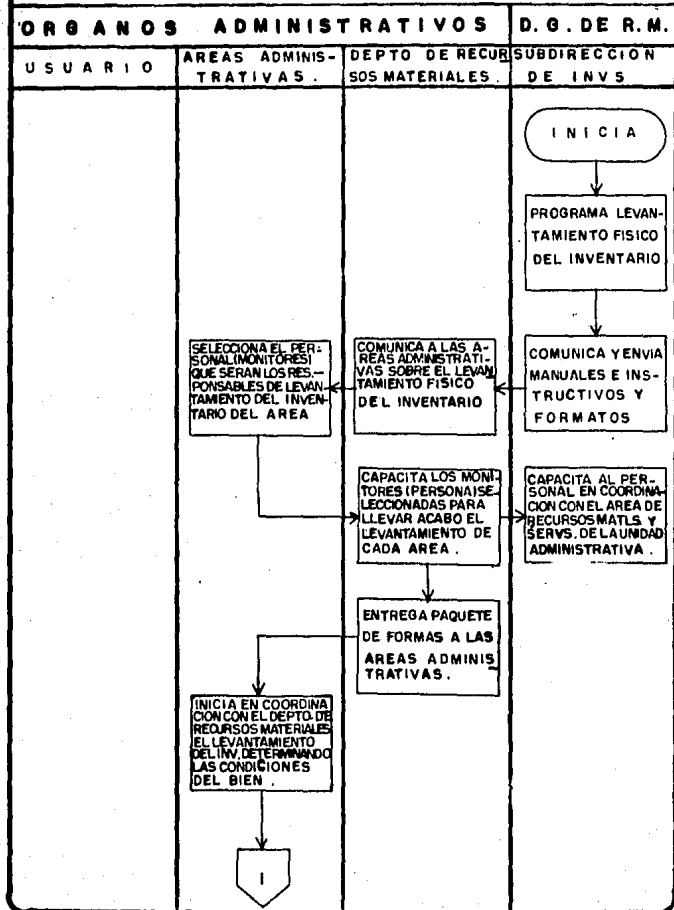 ORGANOS ADMINISTRATIVOS
D. G. DE R. M.
USUARIO
AREAS ADMINIS-
TRATIVAS.
DEPTO DE RECUR
SOS MATERIALES.
SUBDIRECCION
DE INVS
INICIA
PROGRAMA LEVAN-
TAMIENTO FISICO
DEL INVENTARIO
COMUNICA Y ENVIA
MANUALES E INS-
TRUCTIVOS Y
FORMATOS
COMUNICA A LAS A-
REAS ADMINISTRATI-
VAS SOBRE EL LEVAN
TAMIENTO FISICO
DEL INVENTARIO
SELECCIONA EL PER-
SONAL (MONITORES)
QUE SERAN LOS RES-
PONSABLES DE LEVAN-
TAMIENTO DEL INVEN-
TARIO DEL AREA
CAPACITA LOS MONI-
TORES (PERSONAISE-
LECCIONADAS PARA
LLEVAR ACABO EL
LEVANTAMIENTO DE
CADA AREA.
CAPACITA AL PER-
SONAL EN COORDINA-
CION CON EL AREA DE
RECURSOS MATLS. Y
SERVS. DE LA UNIDAD
ADMINISTRATIVA.
ENTREGA PAQUETE
DE FORMAS A LAS
AREAS ADMINIS
TRATIVAS.
INICIA EN COORDINA
CION CON EL DEPTO. DE
RECURSOS MATERIALES
EL LEVANTAMIENTO
DEL INV. DETERMINANDO
LAS CONDICIONES
DEL BIEN.
I